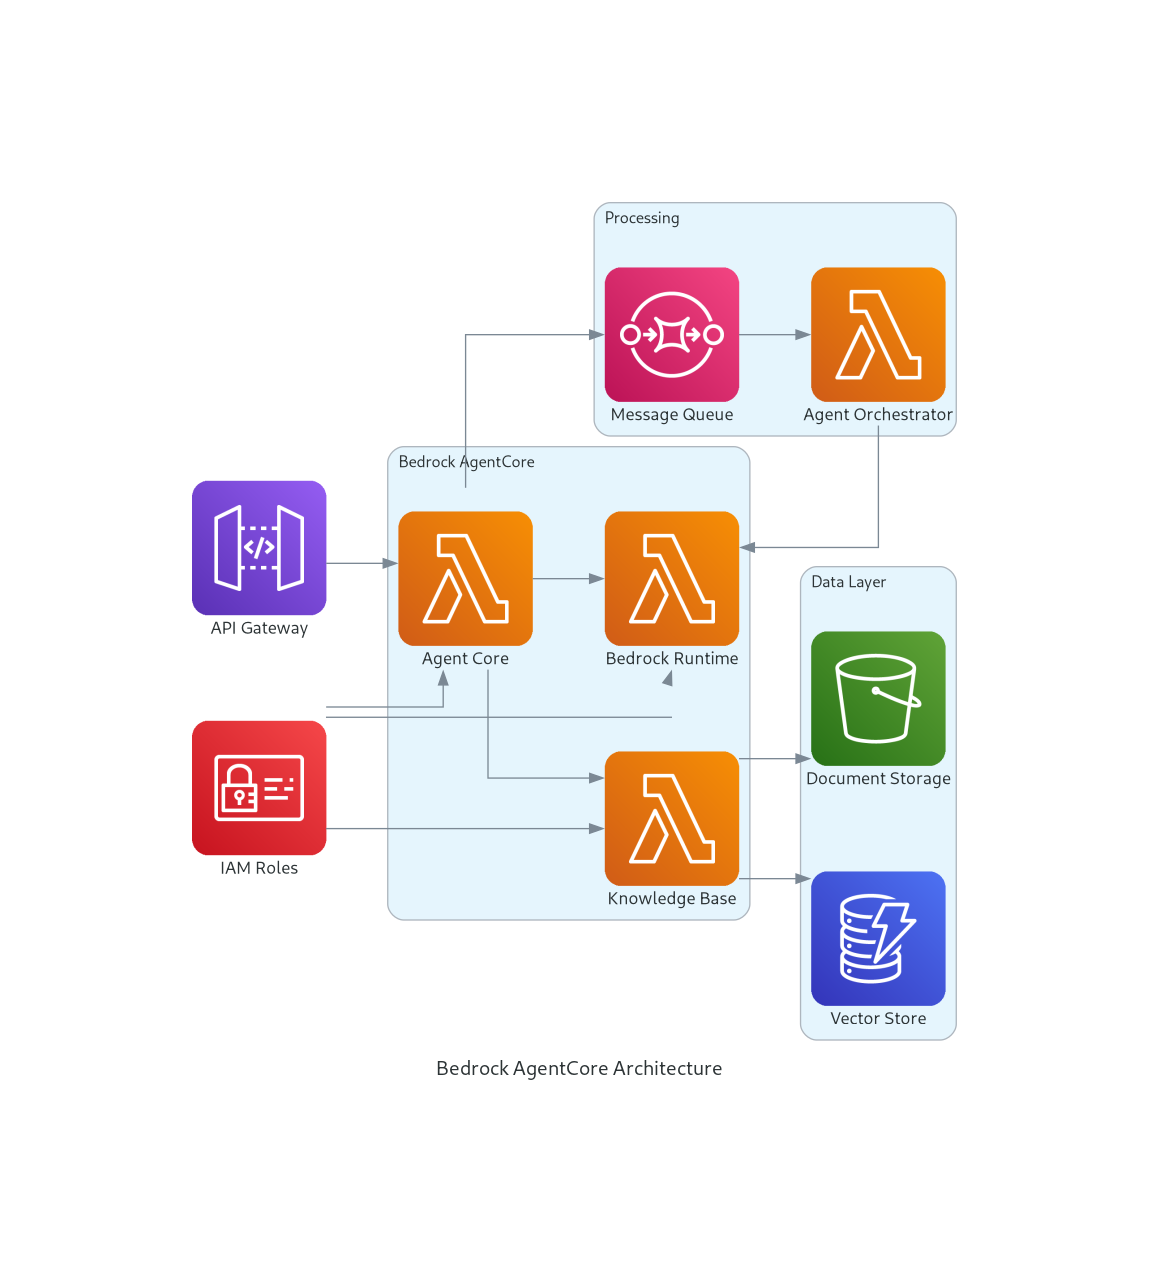 Processing
Message Queue
Agent Orchestrator
Bedrock AgentCore
API Gateway
</>
Agent Core
Bedrock Runtime
Data Layer
Document Storage
IAM Roles
Knowledge Base
Vector Store
Bedrock AgentCore Architecture